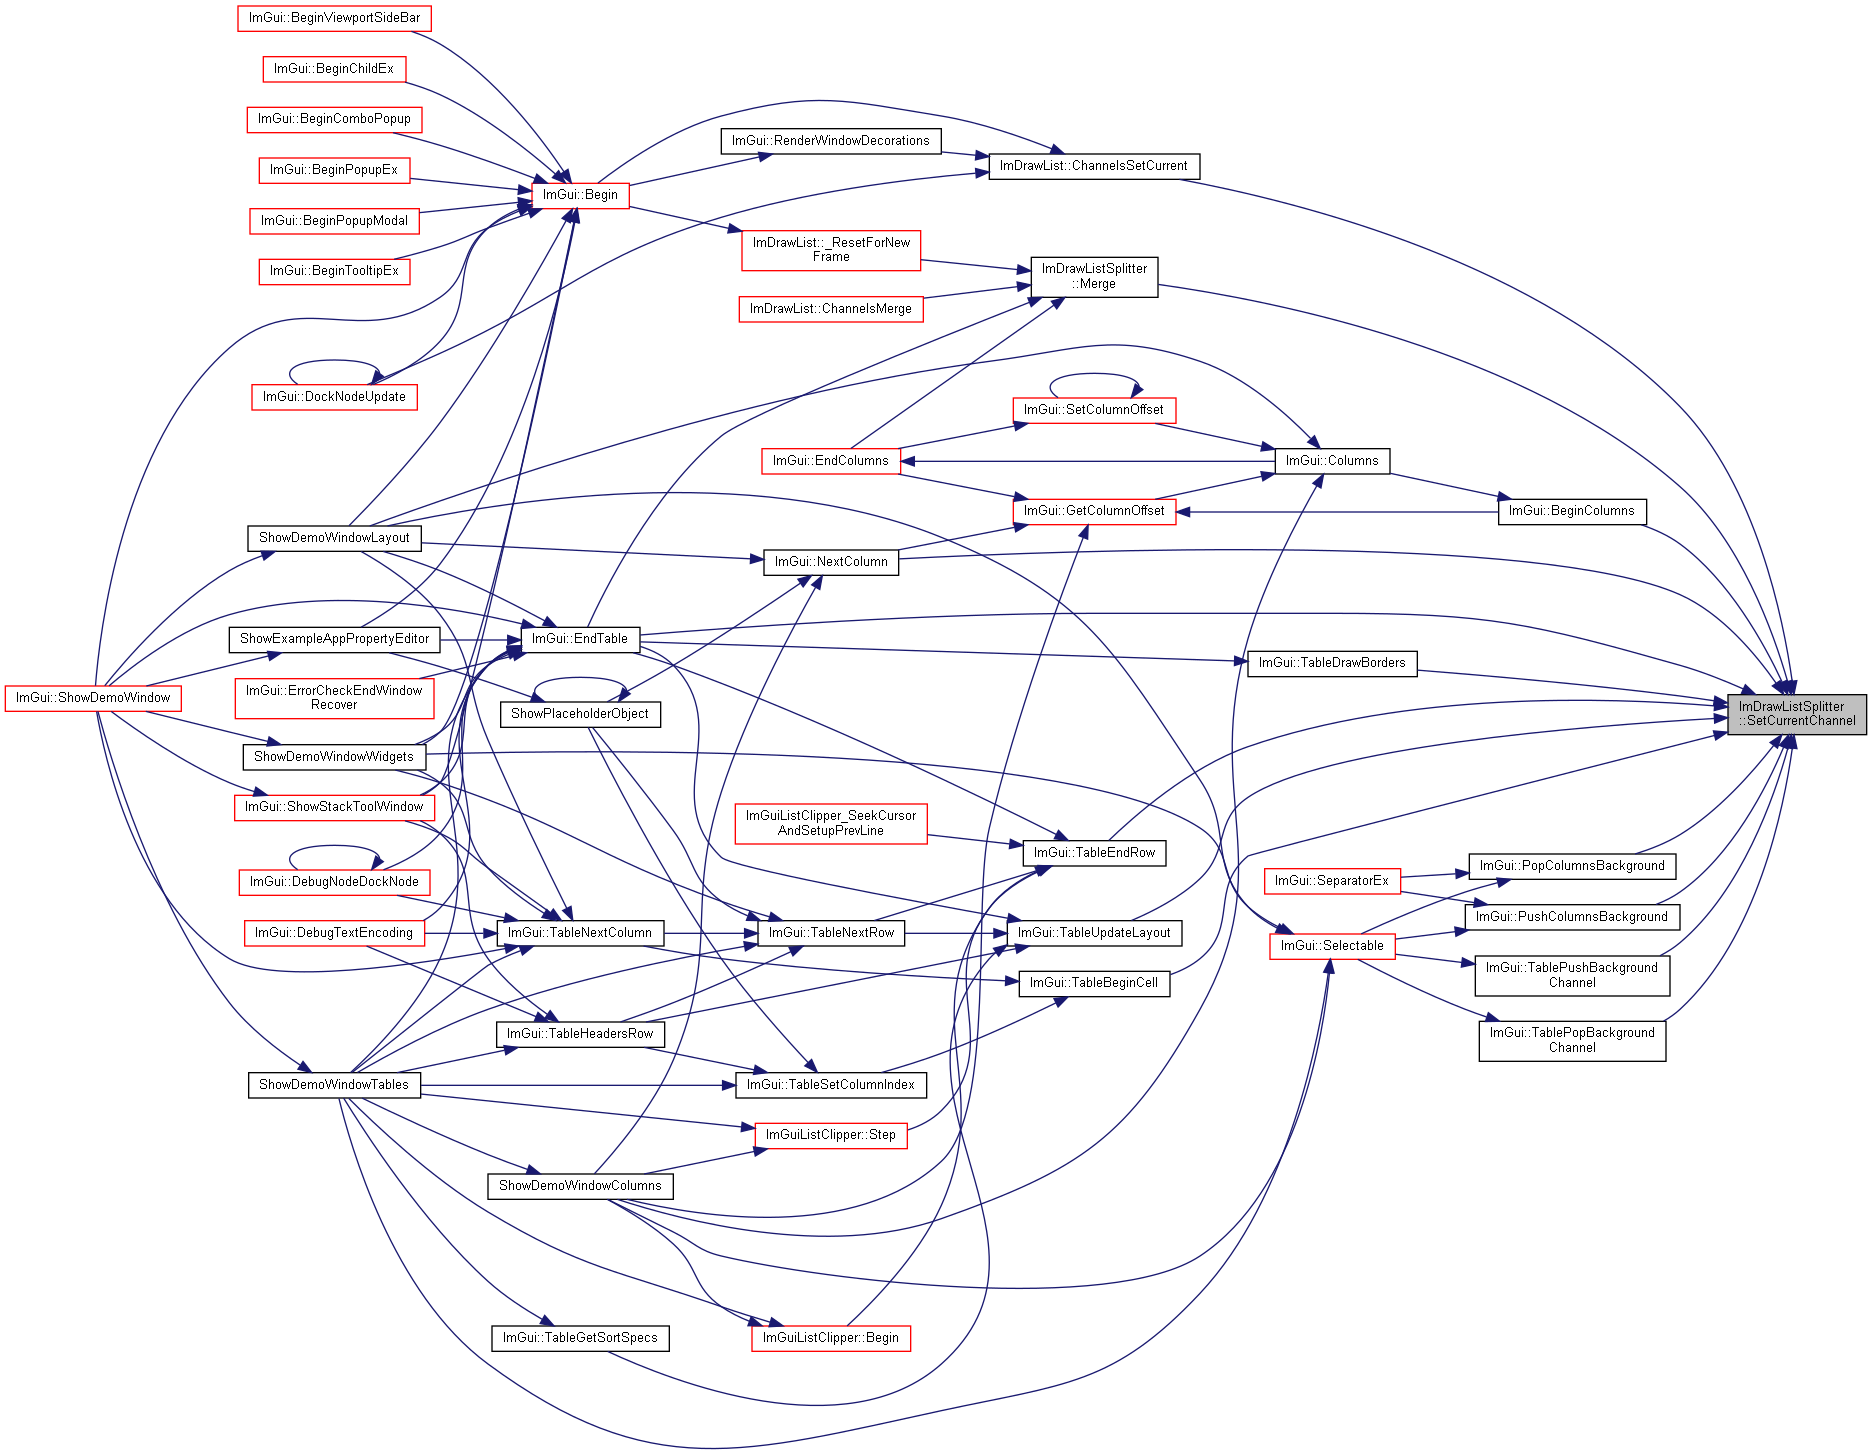 ImGui::BeginViewportSideBar
ImGui::BeginChildEx
ImGui::BeginComboPopup
ImGui::BeginPopupEx
ImGui::BeginPopupModal
ImGui::BeginTooltipEx
ImGui::DockNodeUpdate
ShowDemoWindowLayout
ShowExampleAppPropertyEditor
ImGui::ErrorCheckEndWindow
Recover
ImGui::ShowDemoWindow
ShowDemoWindowWidgets
ImGui::ShowStackToolWindow
ImGui::DebugNodeDockNode
ImGui::DebugTextEncoding
ShowDemoWindowTables
ImGui::Begin
ImGui::EndTable
ShowPlaceholderObject
ImGui::TableNextColumn
ImGui::TableHeadersRow
ShowDemoWindowColumns
ImGui::TableGetSortSpecs
ImGui::RenderWindowDecorations
ImDrawList::_ResetForNew
Frame
ImDrawList::ChannelsMerge
ImGui::EndColumns
ImGui::NextColumn
ImGuiListClipper_SeekCursor
AndSetupPrevLine
ImGui::TableNextRow
ImGui::TableSetColumnIndex
ImGuiListClipper::Step
ImGuiListClipper::Begin
ImDrawList::ChannelsSetCurrent
ImDrawListSplitter
::Merge
ImGui::SetColumnOffset
ImGui::GetColumnOffset
ImGui::TableEndRow
ImGui::TableUpdateLayout
ImGui::TableBeginCell
ImGui::Columns
ImGui::TableDrawBorders
ImGui::SeparatorEx
ImGui::Selectable
ImGui::BeginColumns
ImGui::PopColumnsBackground
ImGui::PushColumnsBackground
ImGui::TablePushBackground
Channel
ImGui::TablePopBackground
Channel
ImDrawListSplitter
::SetCurrentChannel